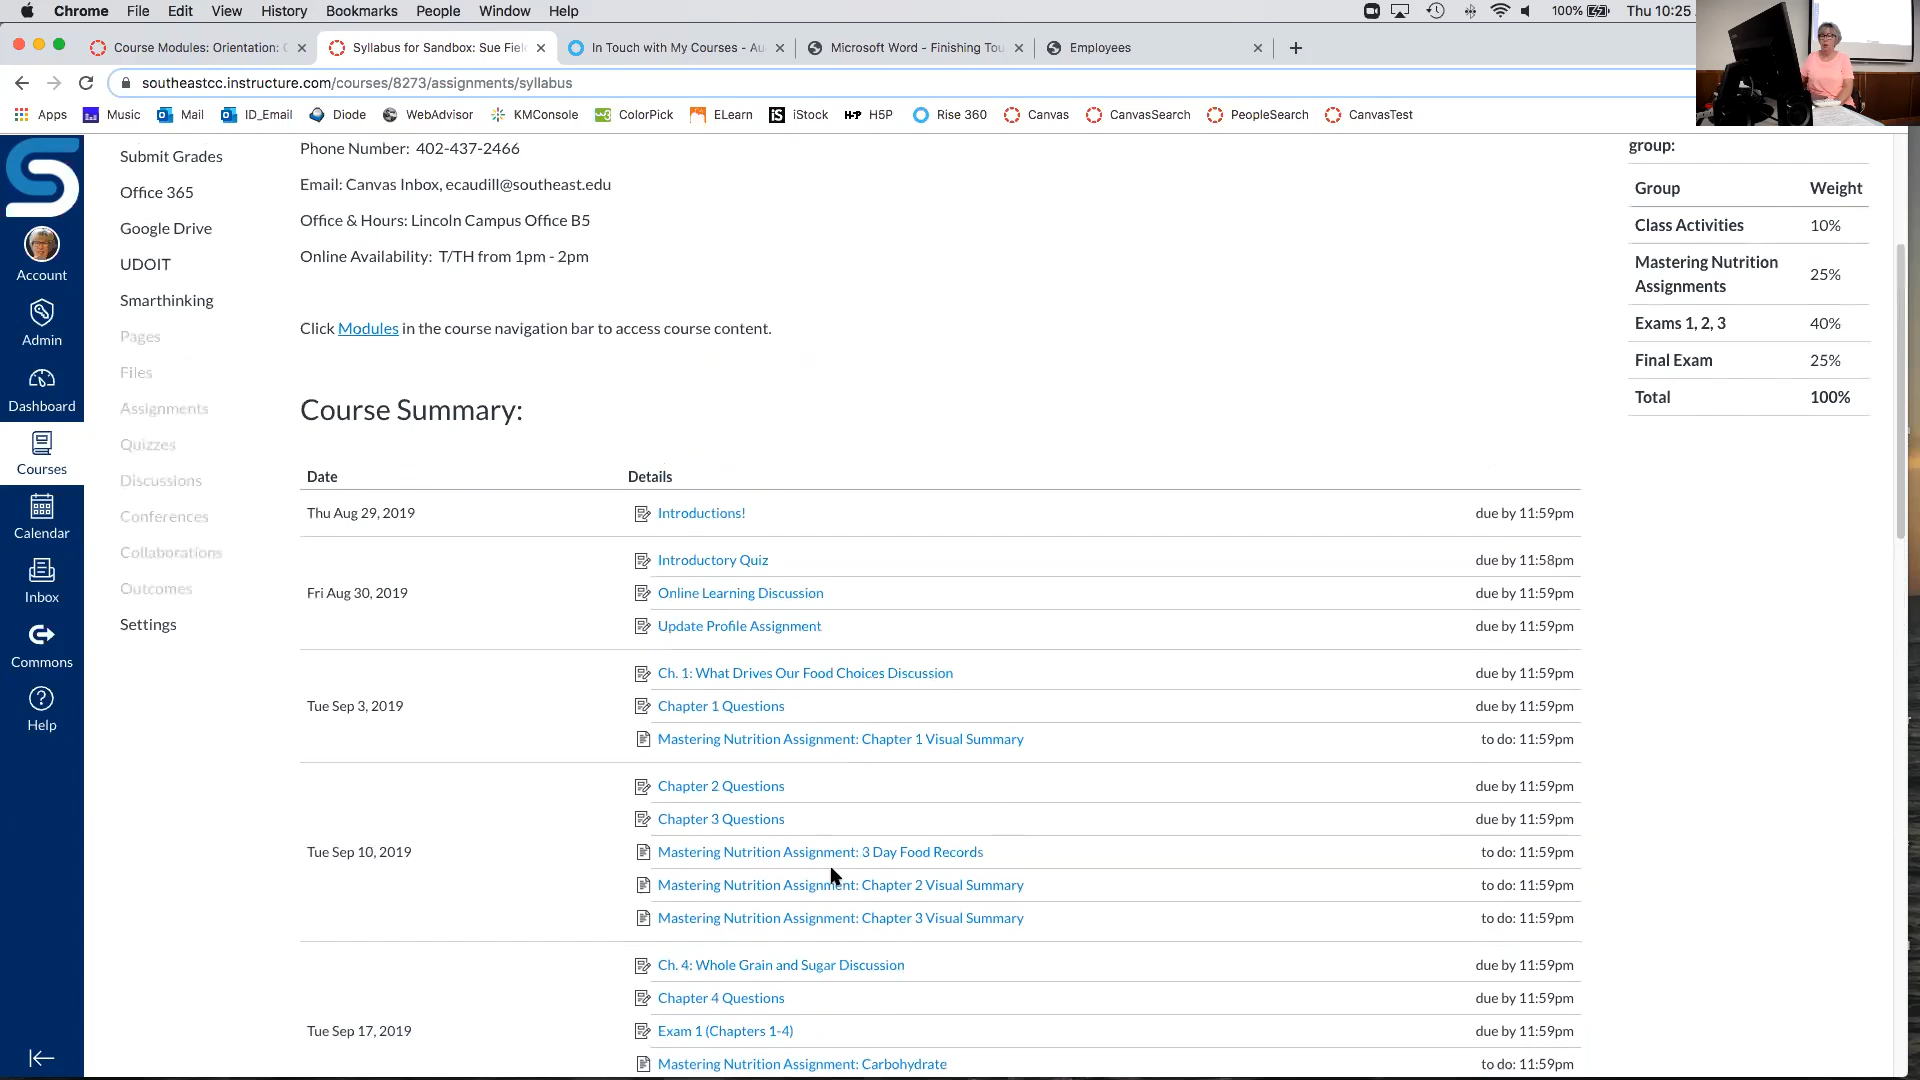 Chrome File Edit View History Bookmarks People Window Help 100% Thu 10:25
Course Modules: Orientation: Syllabus for Sandbox: Sue Fiel In Touch with My Courses - Au Microsoft Word - Finishing Tou Employees
southeastcc.instructure.com/courses/8273/assignments/syllabus
Apps Music Mail ID_Email Diode WebAdvisor KMConsole ColorPick ELearn iStock H5P Rise 360 Canvas CanvasSearch PeopleSearch CanvasTest
Account
Admin
Dashboard
Courses
Calendar
Inbox
Commons
Help
Submit Grades
Office 365
Google Drive
UDOIT
Smarthinking
Pages
Files
Assignments
Quizzes
Discussions
Conferences
Collaborations
Outcomes
Settings
Phone Number: 402-437-2466
Email: Canvas Inbox, ecaudill@southeast.edu
Office & Hours: Lincoln Campus Office B5
Online Availability: T/TH from 1pm - 2pm
Click Modules in the course navigation bar to access course content.
Course Summary:
Date Details
Thu Aug 29, 2019 Introductions! due by 11:59pm
Introductory Quiz due by 11:58pm
Fri Aug 30, 2019 Online Learning Discussion due by 11:59pm
Update Profile Assignment due by 11:59pm
Ch. 1: What Drives Our Food Choices Discussion due by 11:59pm
Tue Sep 3, 2019 Chapter 1 Questions due by 11:59pm
Mastering Nutrition Assignment: Chapter 1 Visual Summary to do: 11:59pm
Chapter 2 Questions due by 11:59pm
Chapter 3 Questions due by 11:59pm
Tue Sep 10, 2019 Mastering Nutrition Assignment: 3 Day Food Records to do: 11:59pm
Mastering Nutrition Assignment: Chapter 2 Visual Summary to do: 11:59pm
Mastering Nutrition Assignment: Chapter 3 Visual Summary to do: 11:59pm
Ch. 4: Whole Grain and Sugar Discussion due by 11:59pm
Chapter 4 Questions due by 11:59pm
Tue Sep 17, 2019 Exam 1 (Chapters 1-4) due by 11:59pm
Mastering Nutrition Assignment: Carbohydrate to do: 11:59pm
group:
Group Weight
Class Activities 10%
Mastering Nutrition
Assignments 25%
Exams 1, 2, 3 40%
Final Exam 25%
Total 100%